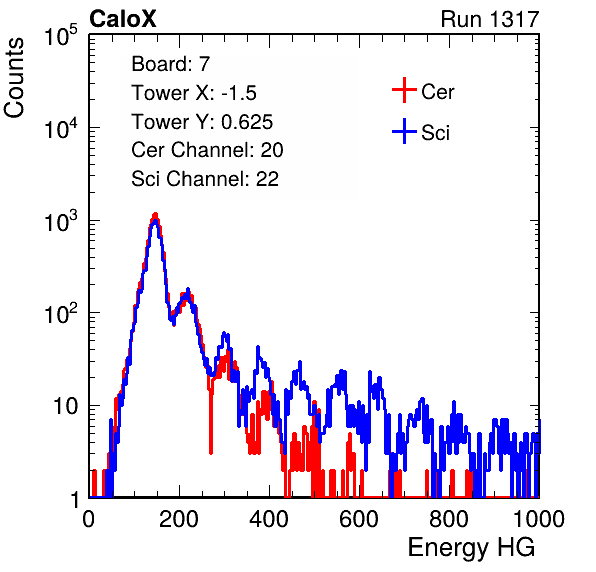 CaloX Run 1317
Counts
Board: 7
Tower X: -1.5
Tower Y: 0.625
Cer Channel: 20
Sci Channel: 22
Cer
Sci
10^5
10^4
10^3
10^2
10
1
0 200 400 600 800 1000
Energy HG